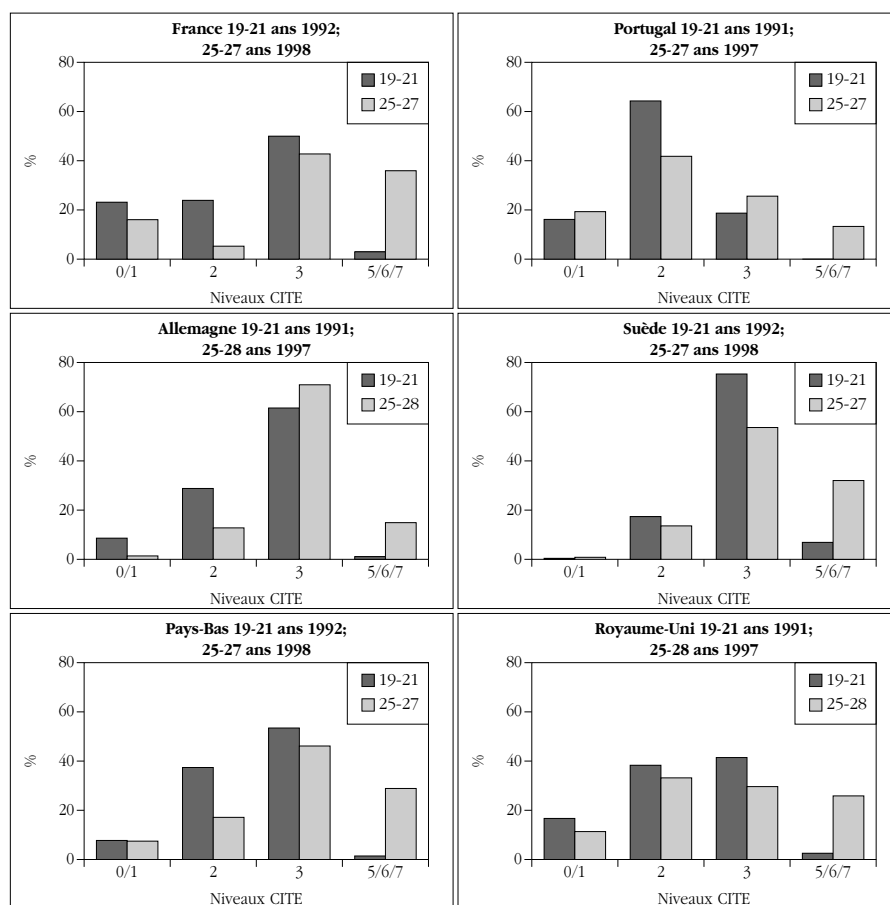 France 19-21 ans 1992;
25-27 ans 1998
80
60
40
20
0
%
19-21
25-27
0/1 2 3 5/6/7
Niveaux CITE
Portugal 19-21 ans 1991;
25-27 ans 1997
80
60
40
20
0
%
19-21
25-27
0/1 2 3 5/6/7
Niveaux CITE
Allemagne 19-21 ans 1991;
25-28 ans 1997
80
60
40
20
0
%
19-21
25-28
0/1 2 3 5/6/7
Niveaux CITE
Suède 19-21 ans 1992;
25-27 ans 1998
80
60
40
20
0
%
19-21
25-27
0/1 2 3 5/6/7
Niveaux CITE
Pays-Bas 19-21 ans 1992;
25-27 ans 1998
80
60
40
20
0
%
19-21
25-27
0/1 2 3 5/6/7
Niveaux CITE
Royaume-Uni 19-21 ans 1991;
25-28 ans 1997
80
60
40
20
0
%
19-21
25-28
0/1 2 3 5/6/7
Niveaux CITE